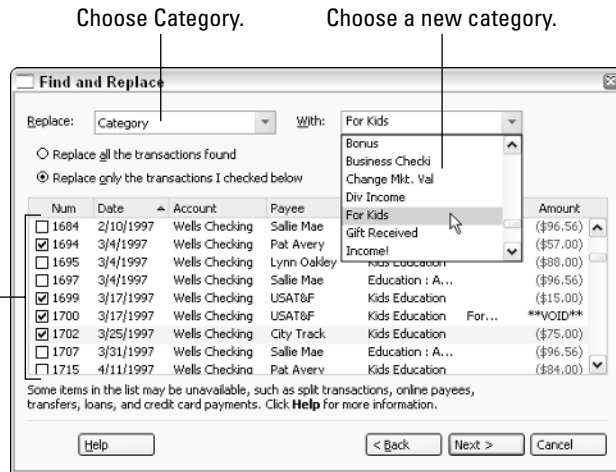 Choose Category.
Choose a new category.
Find and Replace
Replace: Category With: For Kids
Bonus
Business Checki
Change Mkt. Val
Div Income
For Kids
Gift Received
Income!
Replace all the transactions found
Replace only the transactions I checked below
Num Date Account Payee Amount
1684 2/10/1997 Wells Checking Sallie Mae ($96.56)
1694 3/4/1997 Wells Checking Pat Avery ($57.00)
1695 3/4/1997 Wells Checking Lynn Oakley Kids Education ($88.00)
1697 3/4/1997 Wells Checking Sallie Mae Education : A... ($96.56)
1699 3/17/1997 Wells Checking USAT&F Kids Education ($15.00)
1700 3/17/1997 Wells Checking USAT&F Kids Education For... **VOID**
1702 3/25/1997 Wells Checking City Track Kids Education ($75.00)
1707 3/31/1997 Wells Checking Sallie Mae Education : A... ($96.56)
1715 4/11/1997 Wells Checking Pat Avery Kids Education ($84.00)
Some items in the list may be unavailable, such as split transactions, online payees,
transfers, loans, and credit card payments. Click Help for more information.
Help < Back Next > Cancel